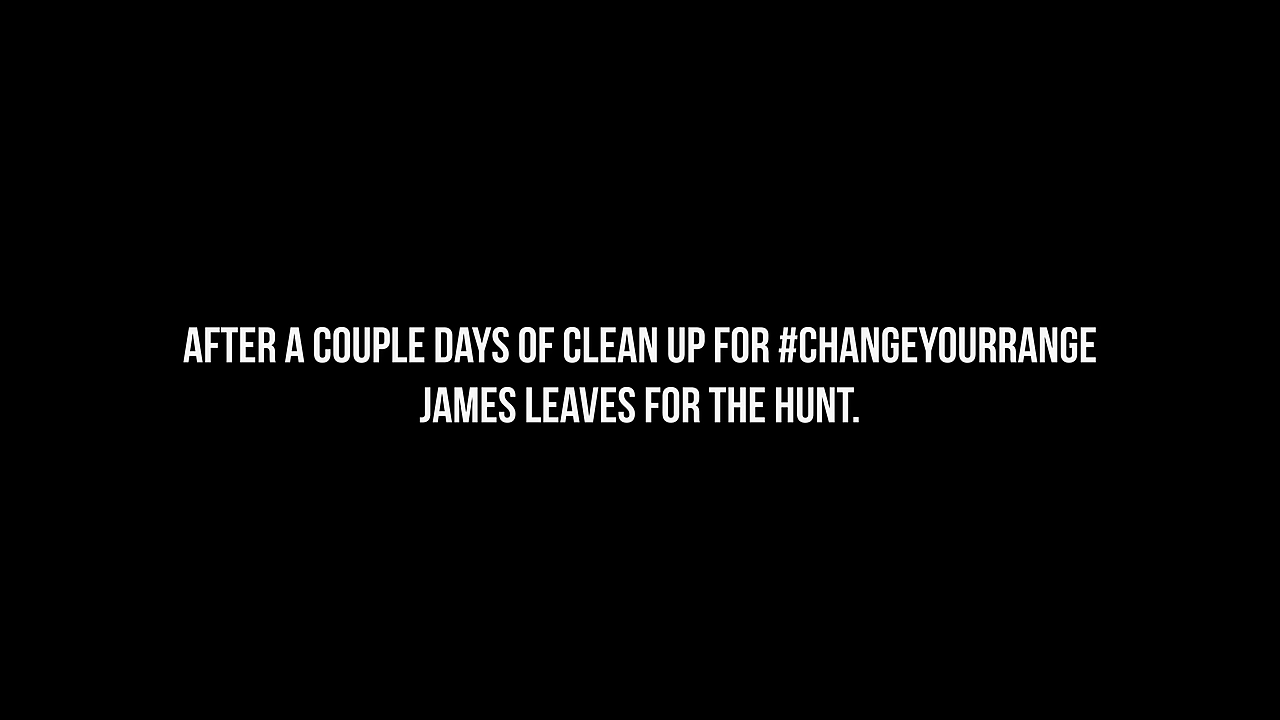 AFTER A COUPLE DAYS OF CLEAN UP FOR #CHANGEYOURRANGE
JAMES LEAVES FOR THE HUNT.